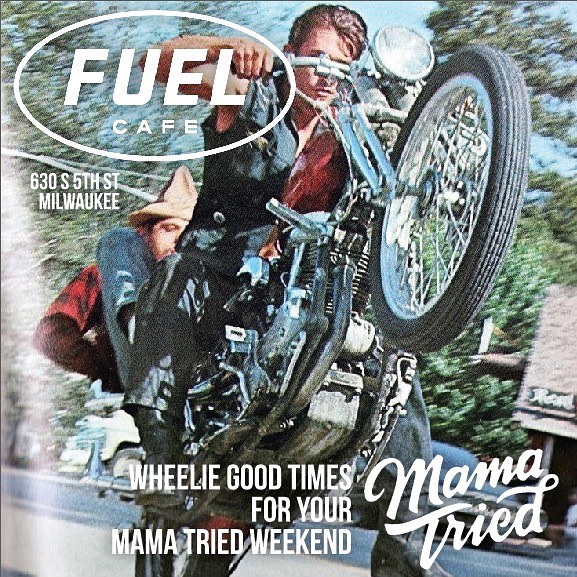 FUEL
CAFE
630 S 5TH ST
MILWAUKEE
WHEELIE GOOD TIMES
FOR YOUR
MAMA TRIED WEEKEND
Mama
Tried